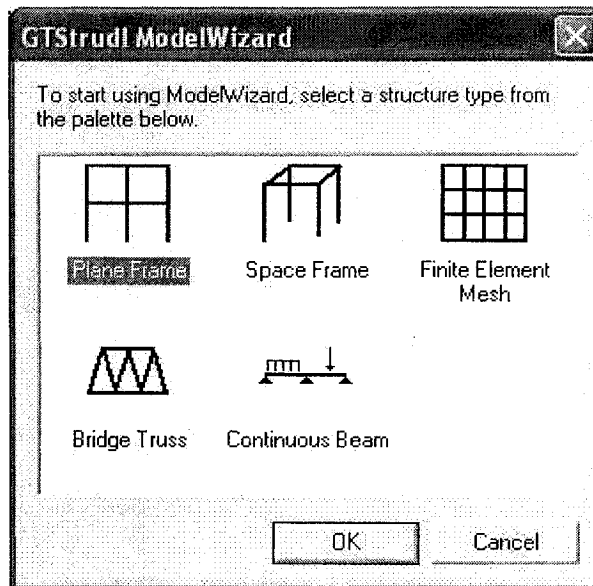 GTStrudl ModelWizard
To start using ModelWizard, select a structure type from
the palette below.
Plane Frame
Space Frame
Finite Element
Mesh
Bridge Truss
Continuous Beam
OK
Cancel